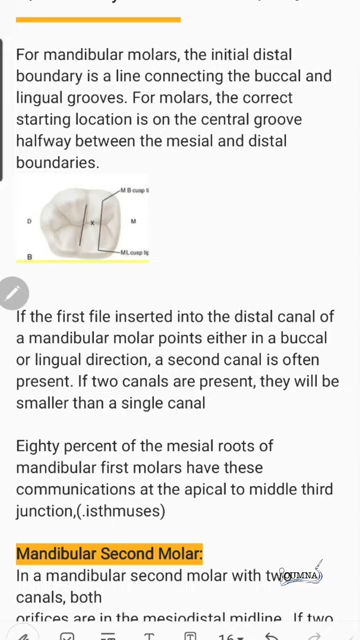 For mandibular molars, the initial distal
boundary is a line connecting the buccal and
lingual grooves. For molars, the correct
starting location is on the central groove
halfway between the mesial and distal
boundaries.
M B cusp ti
D
x
M
B
ML cusp tip
If the first file inserted into the distal canal of
a mandibular molar points either in a buccal
or lingual direction, a second canal is often
present. If two canals are present, they will be
smaller than a single canal
Eighty percent of the mesial roots of
mandibular first molars have these
communications at the apical to middle third
junction,(.isthmuses)
Mandibular Second Molar:
In a mandibular second molar with two
canals, both
orifices are in the mesiodistal midline. If two
16